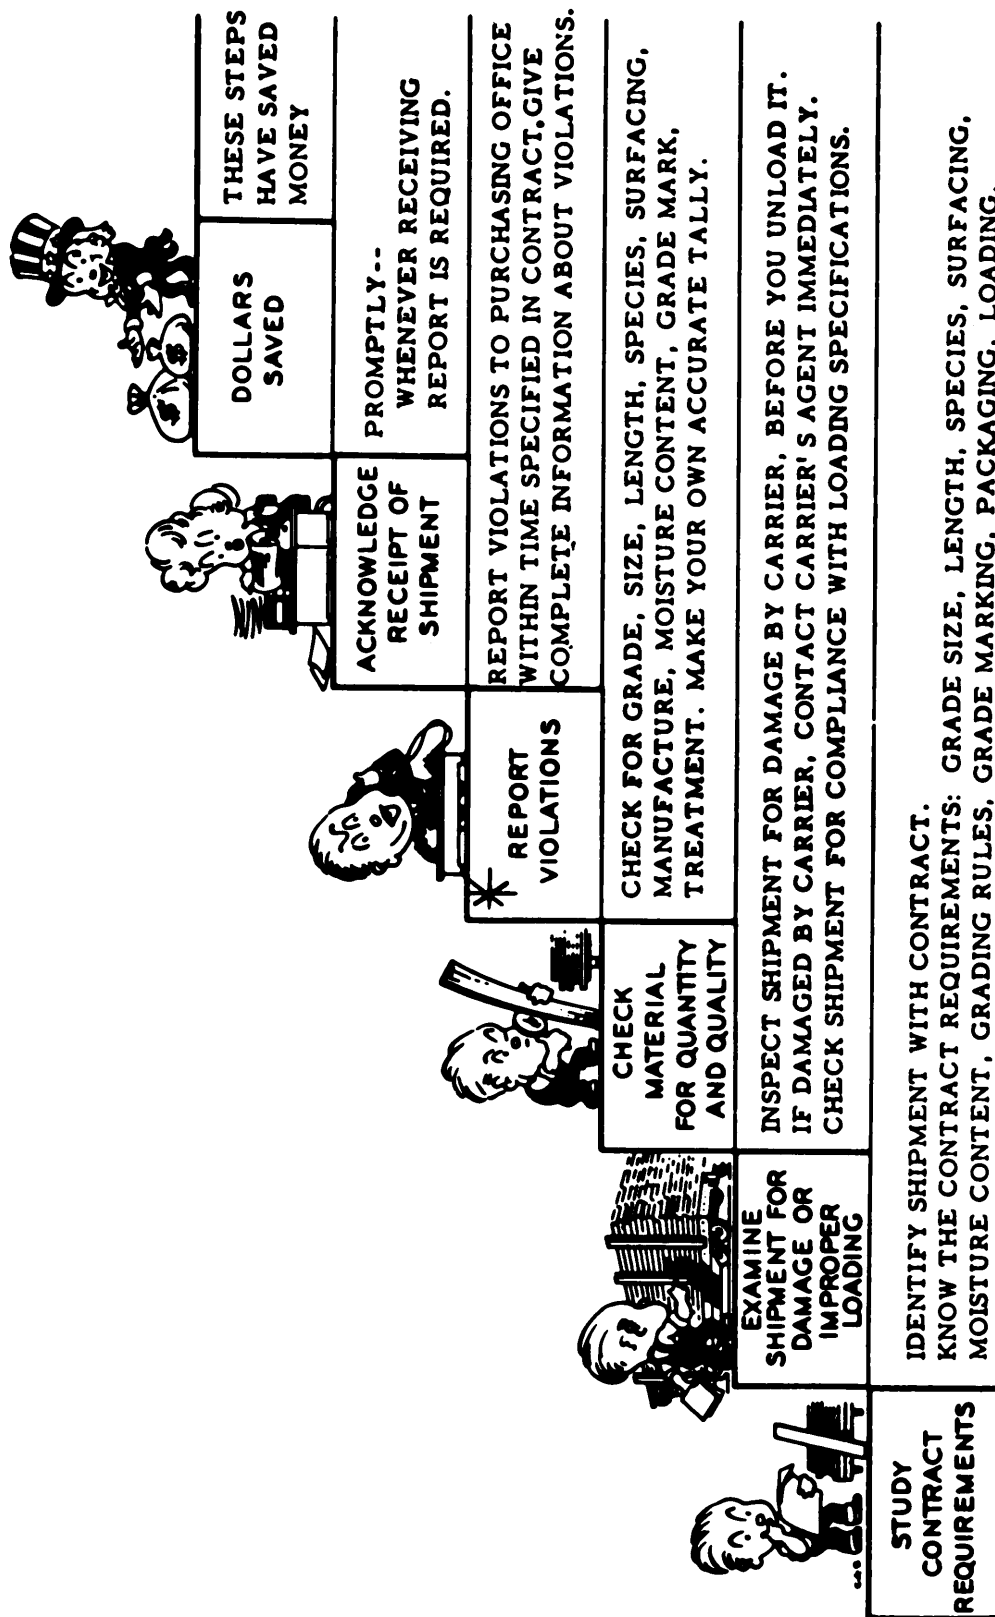 DOLLARS
SAVED
THESE STEPS
HAVE SAVED
MONEY
ACKNOWLEDGE
RECEIPT OF
SHIPMENT
PROMPTLY--
WHENEVER RECEIVING
REPORT IS REQUIRED.
REPORT
VIOLATIONS
REPORT VIOLATIONS TO PURCHASING OFFICE
WITHIN TIME SPECIFIED IN CONTRACT. GIVE
COMPLETE INFORMATION ABOUT VIOLATIONS.
CHECK
MATERIAL
FOR QUANTITY
AND QUALITY
CHECK FOR GRADE, SIZE, LENGTH, SPECIES, SURFACING,
MANUFACTURE, MOISTURE CONTENT, GRADE MARK,
TREATMENT. MAKE YOUR OWN ACCURATE TALLY.
EXAMINE
SHIPMENT FOR
DAMAGE OR
IMPROPER
LOADING
INSPECT SHIPMENT FOR DAMAGE BY CARRIER, BEFORE YOU UNLOAD IT.
IF DAMAGED BY CARRIER, CONTACT CARRIER'S AGENT IMMEDIATELY.
CHECK SHIPMENT FOR COMPLIANCE WITH LOADING SPECIFICATIONS.
STUDY
CONTRACT
REQUIREMENTS
IDENTIFY SHIPMENT WITH CONTRACT.
KNOW THE CONTRACT REQUIREMENTS: GRADE SIZE, LENGTH, SPECIES, SURFACING,
MOISTURE CONTENT, GRADING RULES, GRADE MARKING, PACKAGING, LOADING.